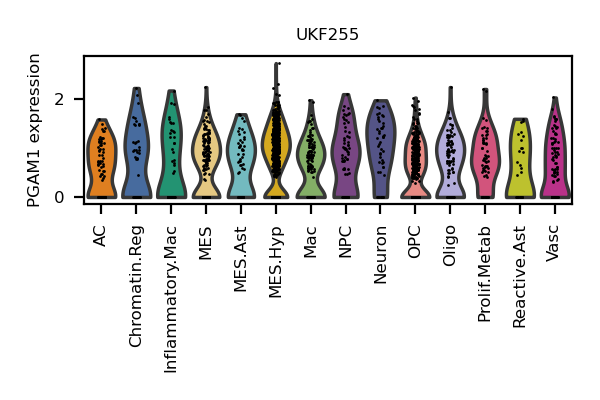 UKF255
PGAM1 expression
2
0
AC
Chromatin.Reg
Inflammatory.Mac
MES
MES.Ast
MES.Hyp
Mac
NPC
Neuron
OPC
Oligo
Prolif.Metab
Reactive.Ast
Vasc